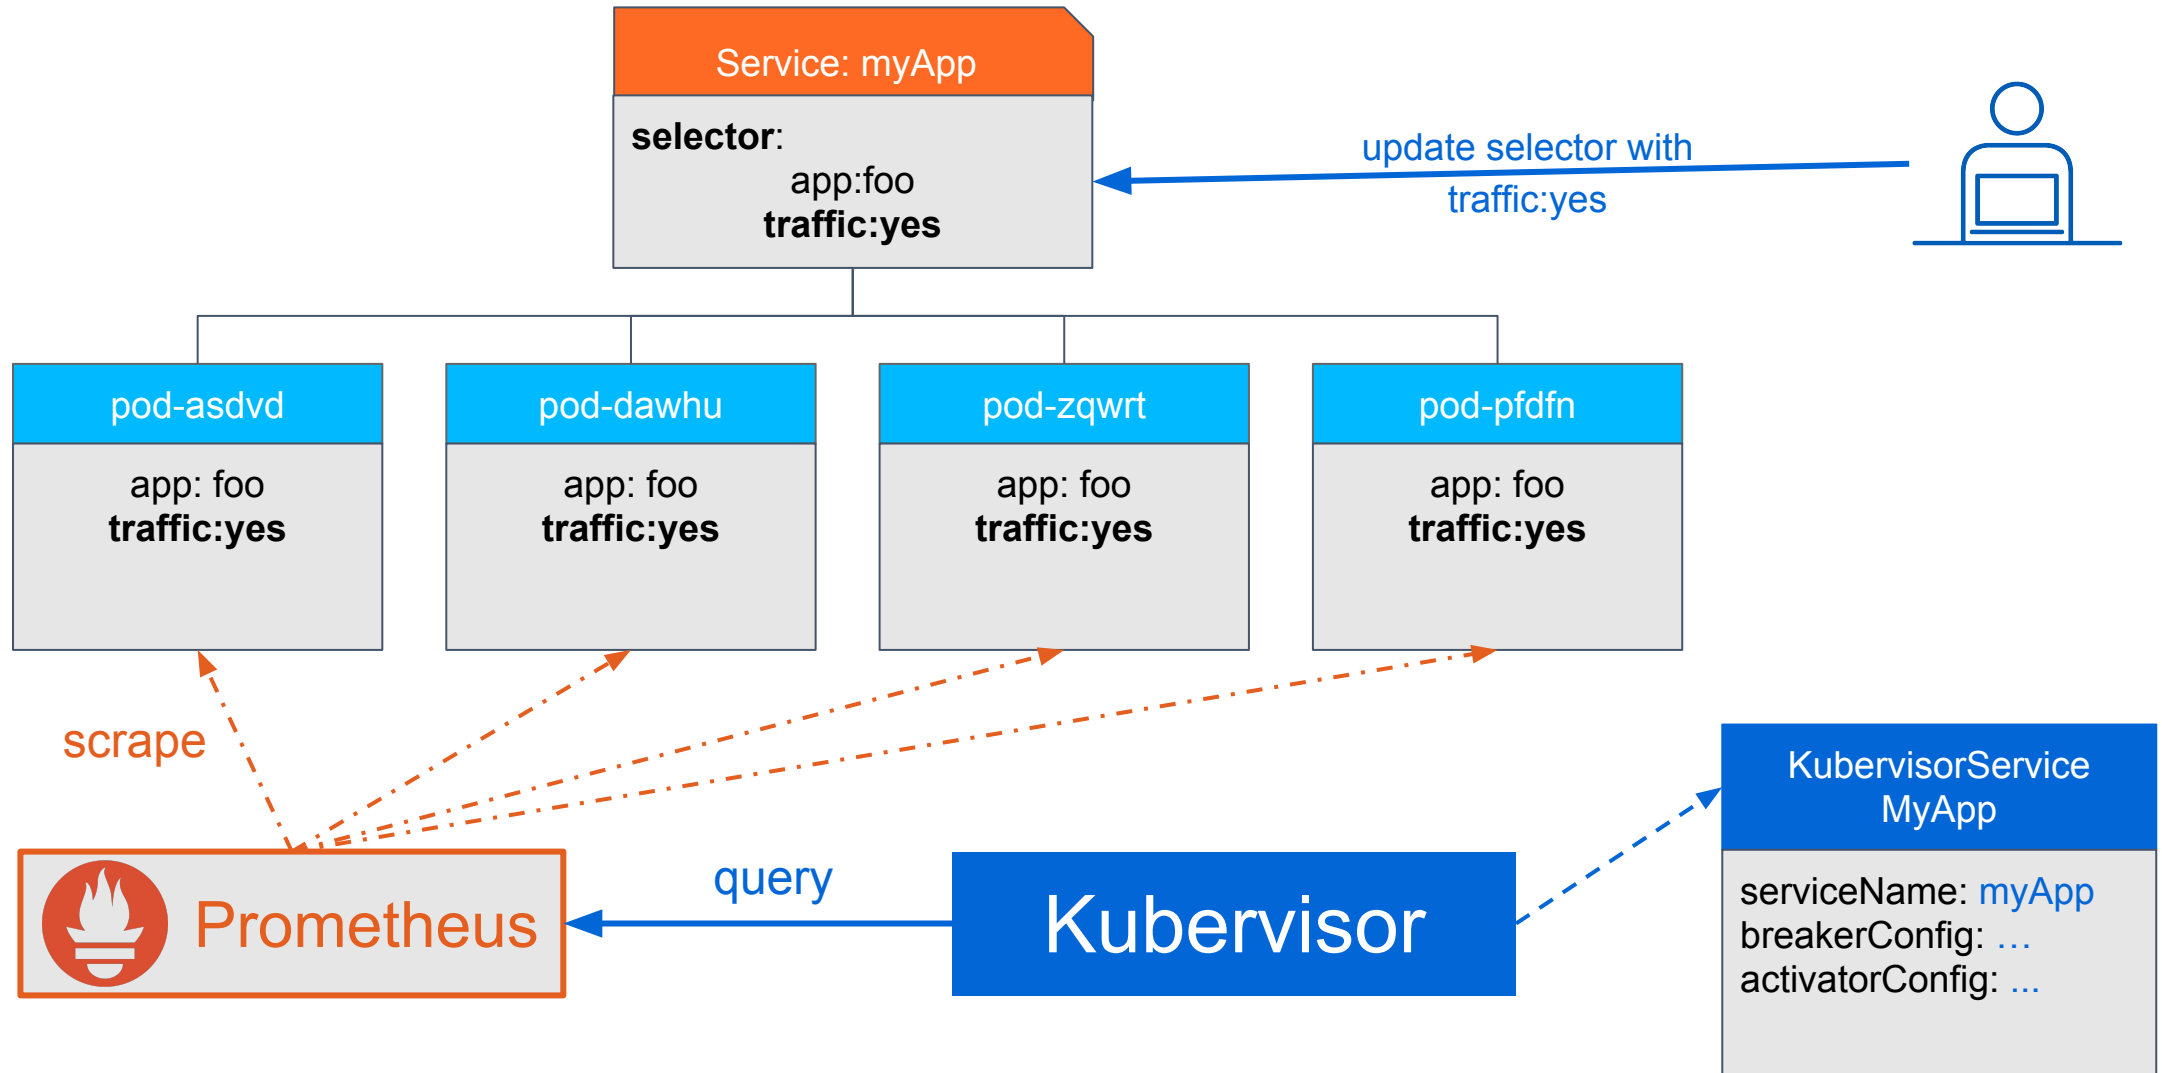 Service: myApp
selector:
app:foo
traffic:yes
update selector with
traffic:yes
pod-asdvd
app: foo
traffic:yes
pod-dawhu
app: foo
traffic:yes
pod-zqwrt
app: foo
traffic:yes
pod-pfdfn
app: foo
traffic:yes
scrape
Prometheus
query
Kubervisor
KubervisorService
MyApp
serviceName: myApp
breakerConfig: …
activatorConfig: ...